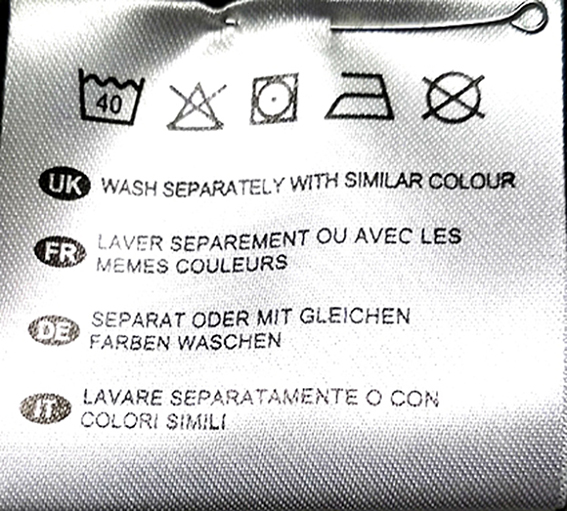 40
UK WASH SEPARATELY WITH SIMILAR COLOUR
FR LAVER SEPAREMENT OU AVEC LES
MEMES COULEURS
DE SEPARAT ODER MIT GLEICHEN
FARBEN WASCHEN
IT LAVARE SEPARATAMENTE O CON
COLORI SIMILI